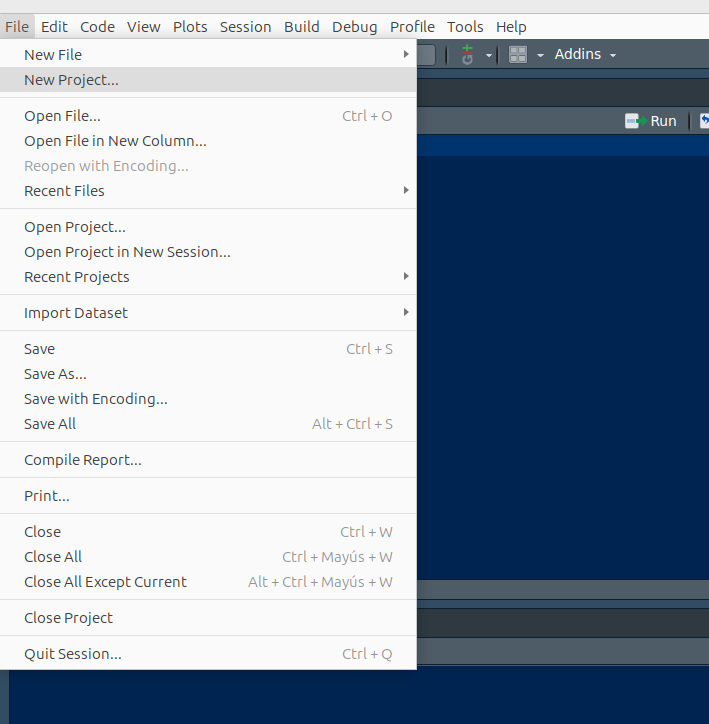 File Edit Code View Plots Session Build Debug Profile Tools Help
New File
Addins
New Project...
Open File... Ctrl + O
Run
Open File in New Column...
Reopen with Encoding...
Recent Files
Open Project...
Open Project in New Session...
Recent Projects
Import Dataset
Save Ctrl + S
Save As...
Save with Encoding...
Save All Alt + Ctrl + S
Compile Report...
Print...
Close Ctrl + W
Close All Ctrl + Mayús + W
Close All Except Current Alt + Ctrl + Mayús + W
Close Project
Quit Session... Ctrl + Q